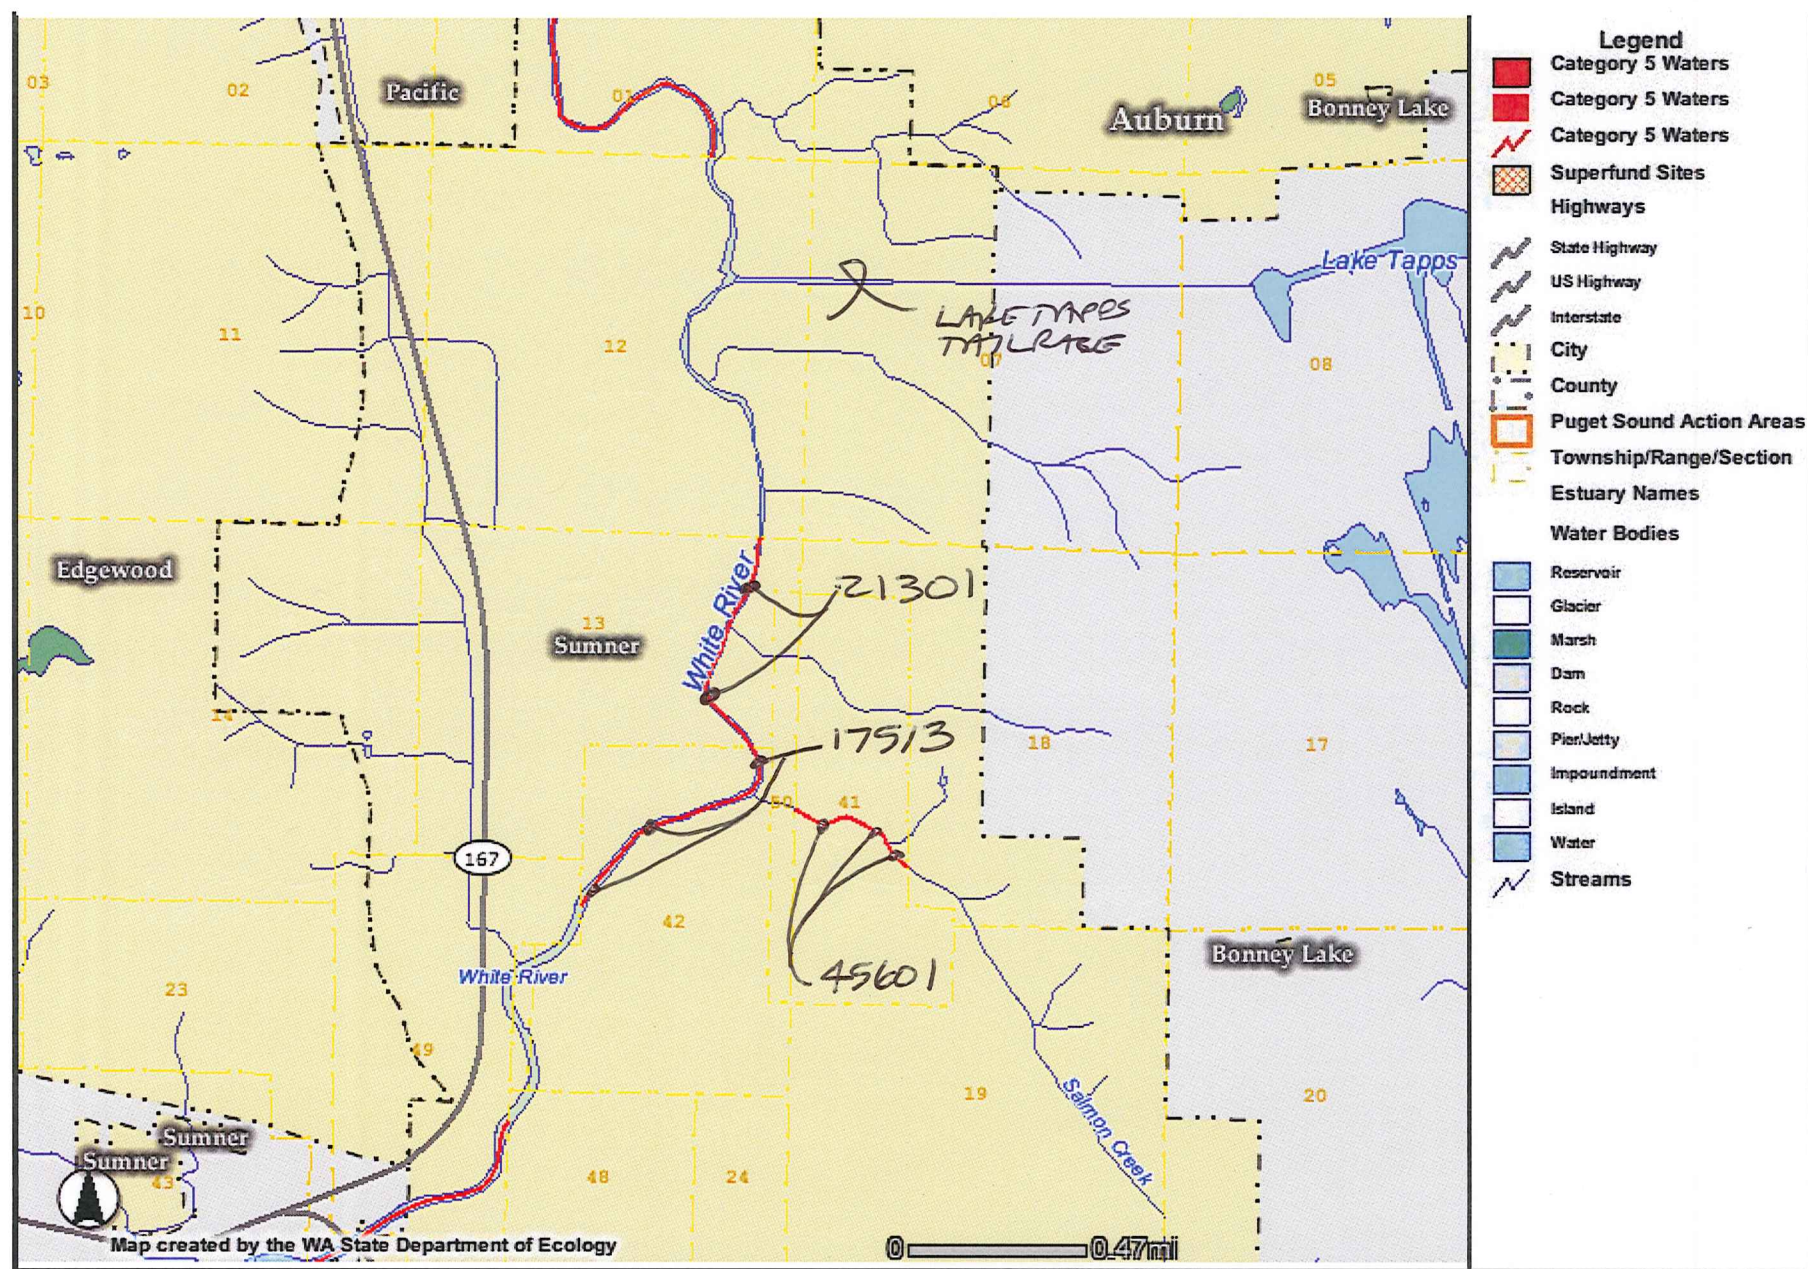 03
02
Pacific
01
06
Auburn
05
Bonney Lake
Lake Tapps
LAKE TAPPS
TAILRACE
10
11
12
07
08
Edgewood
White River
21301
13
Sumner
17513
14
18
17
50
41
167
42
Bonney Lake
White River
45601
23
49
19
20
Salmon Creek
Sumner
Sumner
43
48
24
Map created by the WA State Department of Ecology
0 0.47mi
Legend
Category 5 Waters
Category 5 Waters
Category 5 Waters
Superfund Sites
Highways
State Highway
US Highway
Interstate
City
County
Puget Sound Action Areas
Township/Range/Section
Estuary Names
Water Bodies
Reservoir
Glacier
Marsh
Dam
Rock
Pier/Jetty
Impoundment
Island
Water
Streams